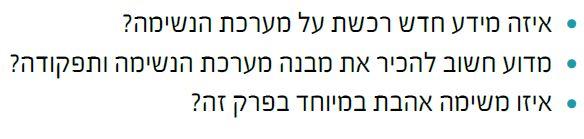 • איזה מידע חדש רכשת על מערכת הנשימה?
• מדוע חשוב להכיר את מבנה מערכת הנשימה ותפקודה?
• איזו משימה אהבת במיוחד בפרק זה?